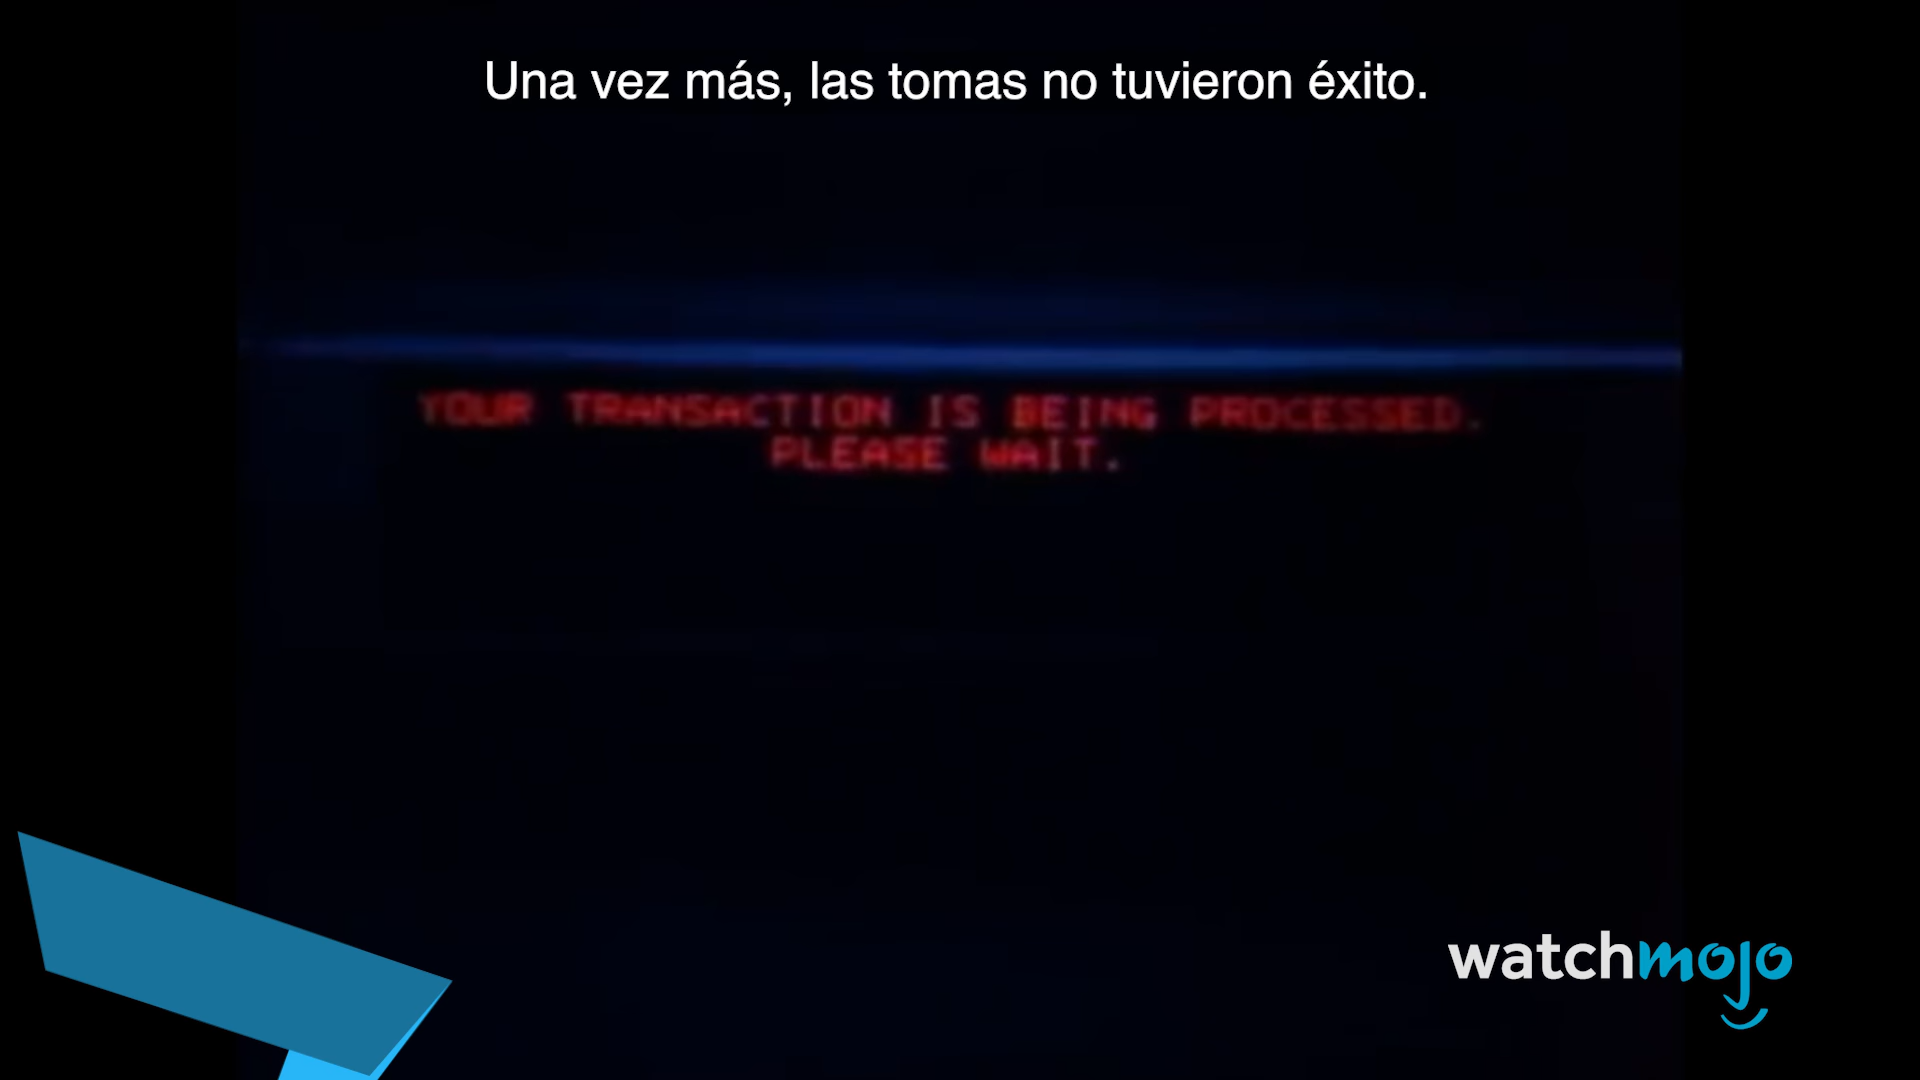 Una vez más, las tomas no tuvieron éxito.
YOUR TRANSACTION IS BEING PROCESSED.
PLEASE WAIT.
watchmojo